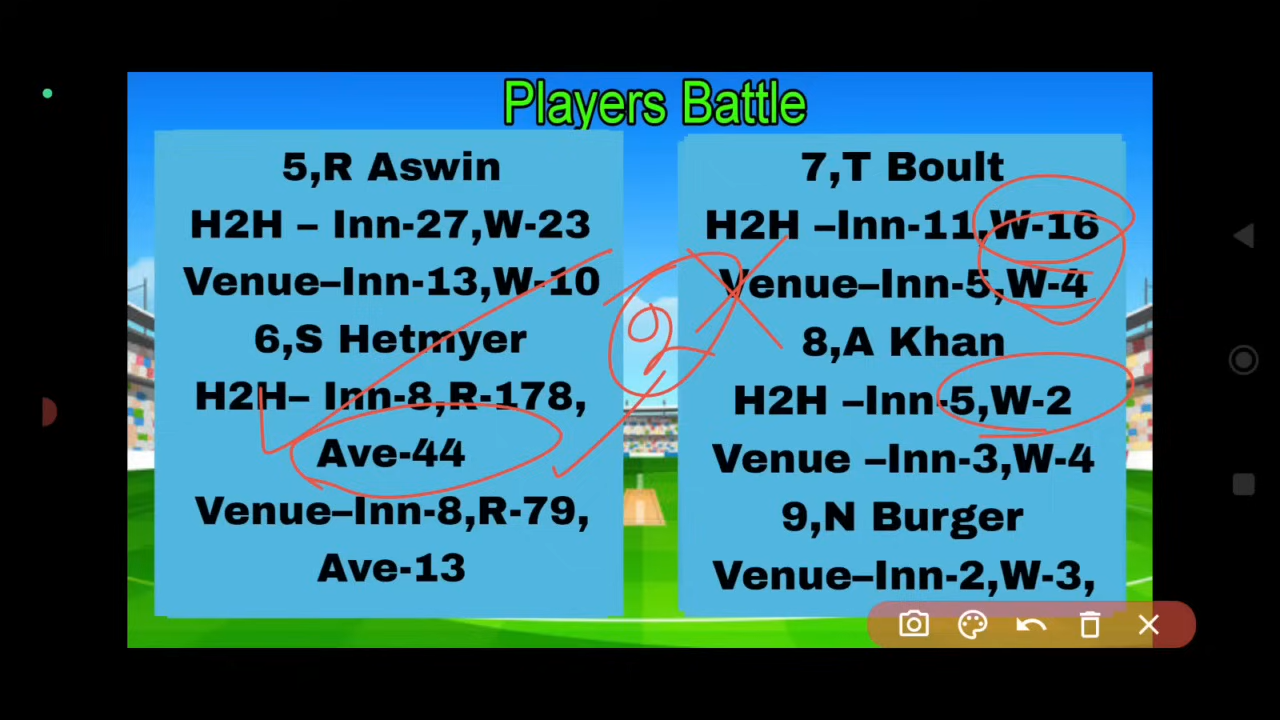 Players Battle
5,R Aswin
H2H – Inn-27,W-23
Venue–Inn-13,W-10
6,S Hetmyer
H2H– Inn-8,R-178,
Ave-44
Venue–Inn-8,R-79,
Ave-13
7,T Boult
H2H –Inn-11,W-16
Venue–Inn-5,W-4
8,A Khan
H2H –Inn-5,W-2
Venue –Inn-3,W-4
9,N Burger
Venue–Inn-2,W-3,